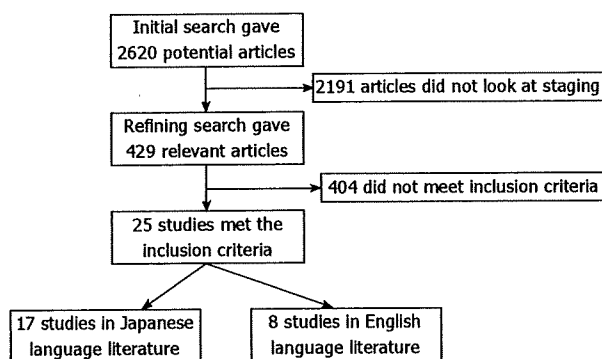 Initial search gave
2620 potential articles
2191 articles did not look at staging
Refining search gave
429 relevant articles
404 did not meet inclusion criteria
25 studies met the
inclusion criteria
17 studies in Japanese
language literature
8 studies in English
language literature